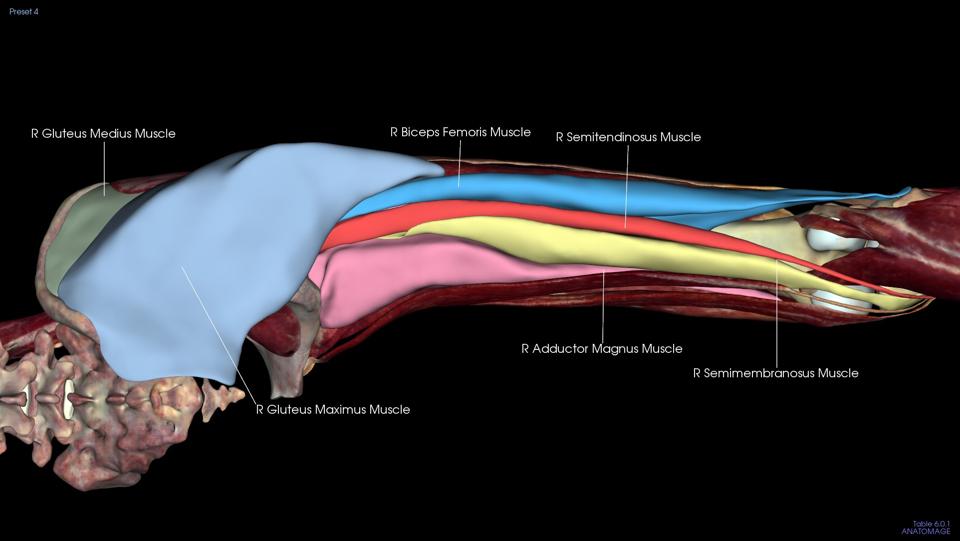 Preset 4
R Gluteus Medius Muscle
R Biceps Femoris Muscle
R Semitendinosus Muscle
R Adductor Magnus Muscle
R Semimembranosus Muscle
R Gluteus Maximus Muscle
Table 6.0.1
ANATOMAGE